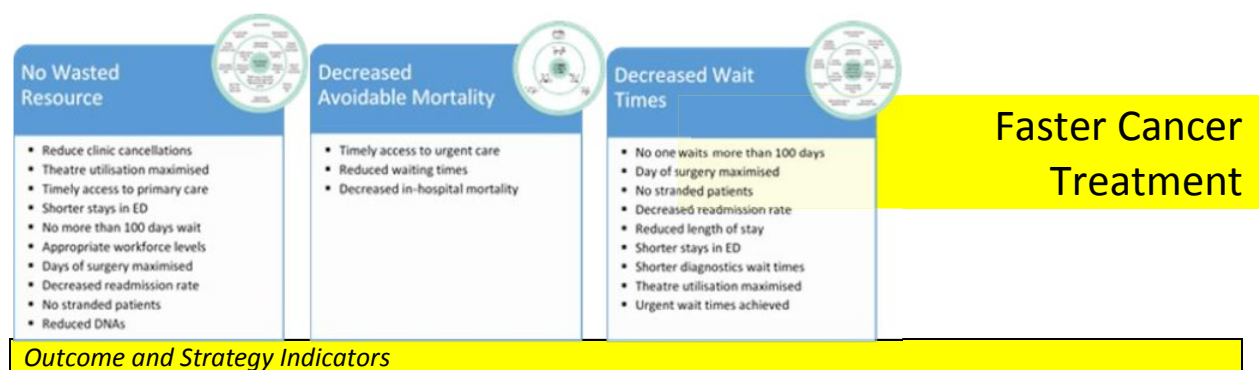 No Wasted
Resource
▪ Reduce clinic cancellations
▪ Theatre utilisation maximised
▪ Timely access to primary care
▪ Shorter stays in ED
▪ No more than 100 days wait
▪ Appropriate workforce levels
▪ Days of surgery maximised
▪ Decreased readmission rate
▪ No stranded patients
▪ Reduced DNAs
Decreased
Avoidable Mortality
▪ Timely access to urgent care
▪ Reduced waiting times
▪ Decreased in-hospital mortality
Decreased Wait
Times
▪ No one waits more than 100 days
▪ Day of surgery maximised
▪ No stranded patients
▪ Decreased readmission rate
▪ Reduced length of stay
▪ Shorter stays in ED
▪ Shorter diagnostics wait times
▪ Theatre utilisation maximised
▪ Urgent wait times achieved
Faster Cancer
Treatment
Outcome and Strategy Indicators